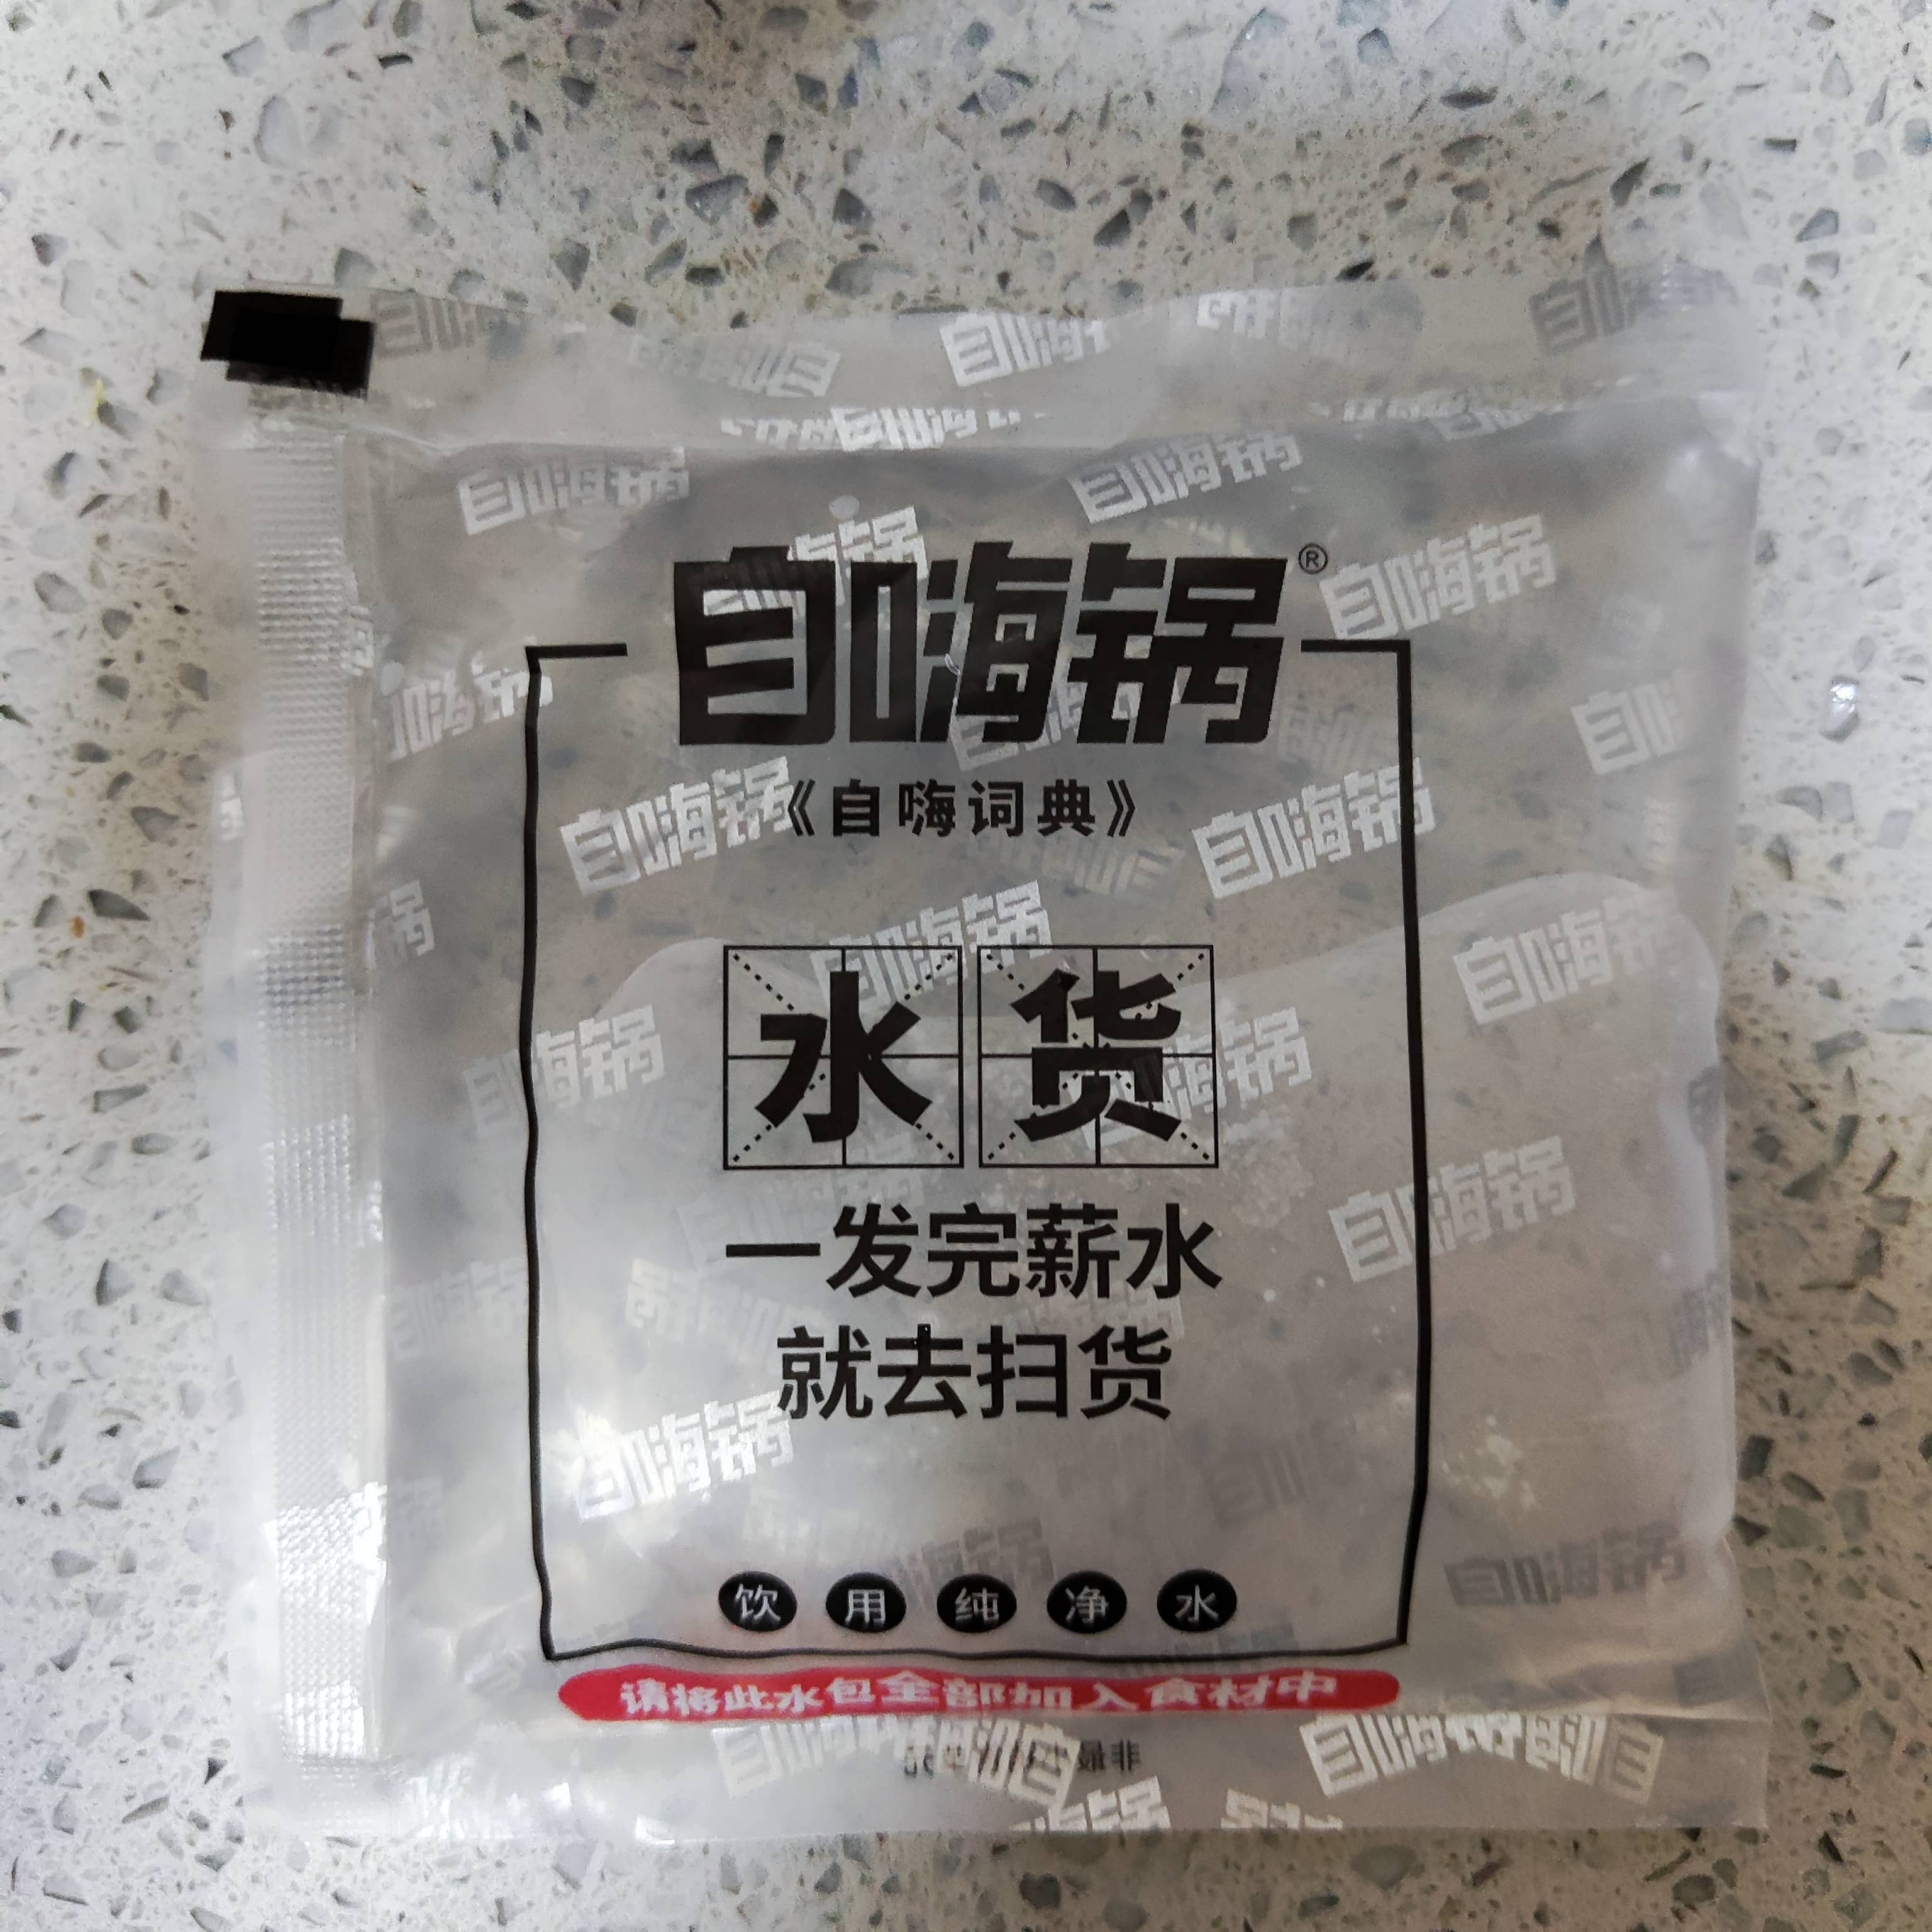 自嗨锅®
《自嗨词典》
水货
一发完薪水
就去扫货
饮用纯净水
请将此水包全部加入食材中